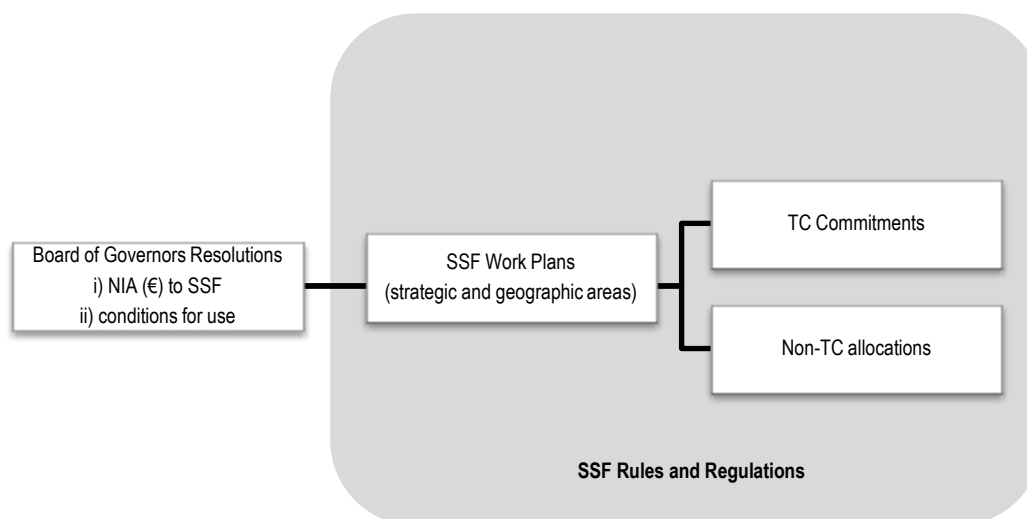 Board of Governors Resolutions
i) NIA (€) to SSF
ii) conditions for use
SSF Work Plans
(strategic and geographic areas)
TC Commitments
Non-TC allocations
SSF Rules and Regulations